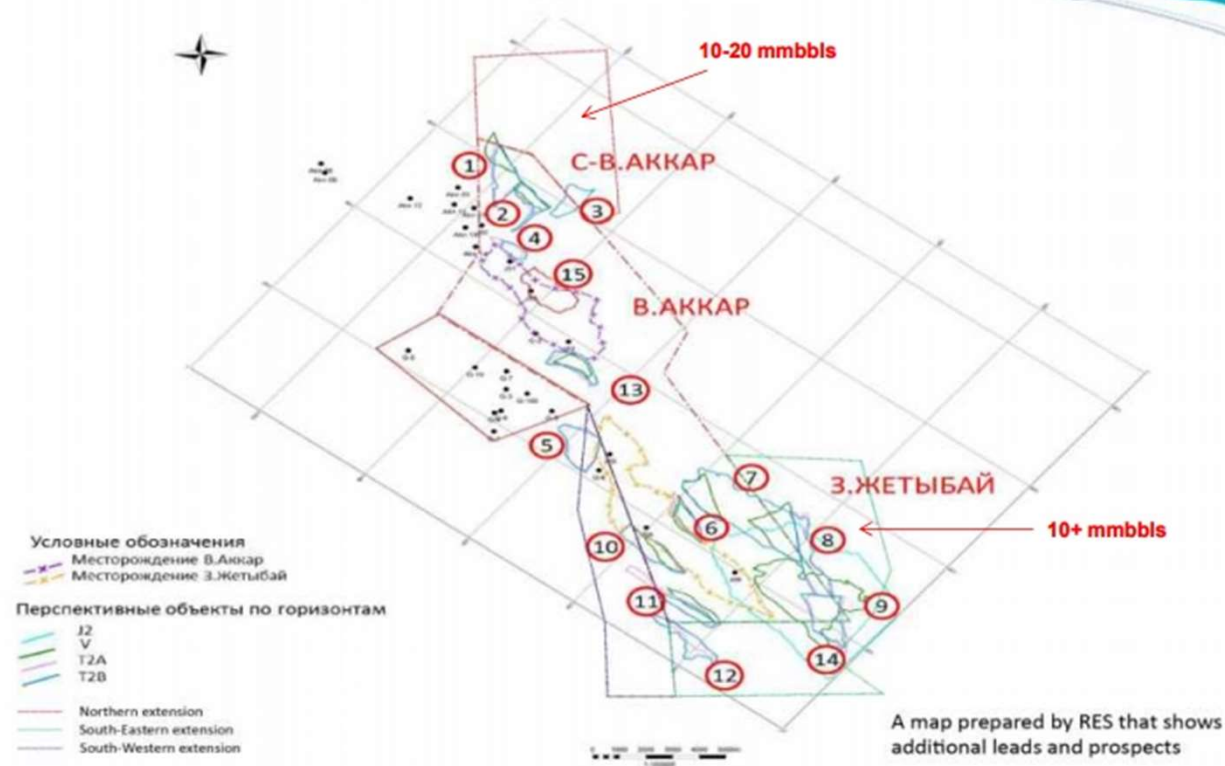 10-20 mmbbls
С-В.АККАР
1
2
3
4
15
В.АККАР
13
5
7
З.ЖЕТЫБАЙ
6
8
10+ mmbbls
10
11
9
14
12
Условные обозначения
Месторождение В.Аккар
Месторождение З.Жетыбай
Перспективные объекты по горизонтам
J2
V
T2A
T2B
Northern extension
South-Eastern extension
South-Western extension
A map prepared by RES that shows
additional leads and prospects